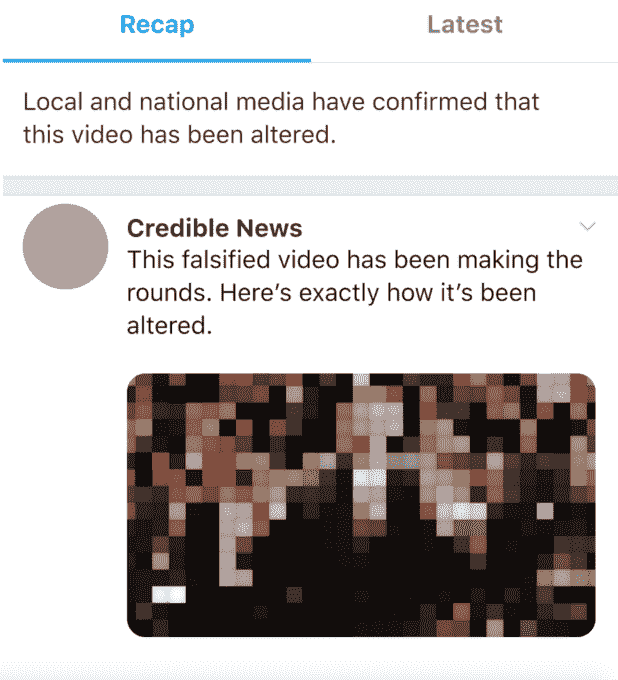 Recap Latest
Local and national media have confirmed that
this video has been altered.
Credible News
This falsified video has been making the
rounds. Here’s exactly how it’s been
altered.